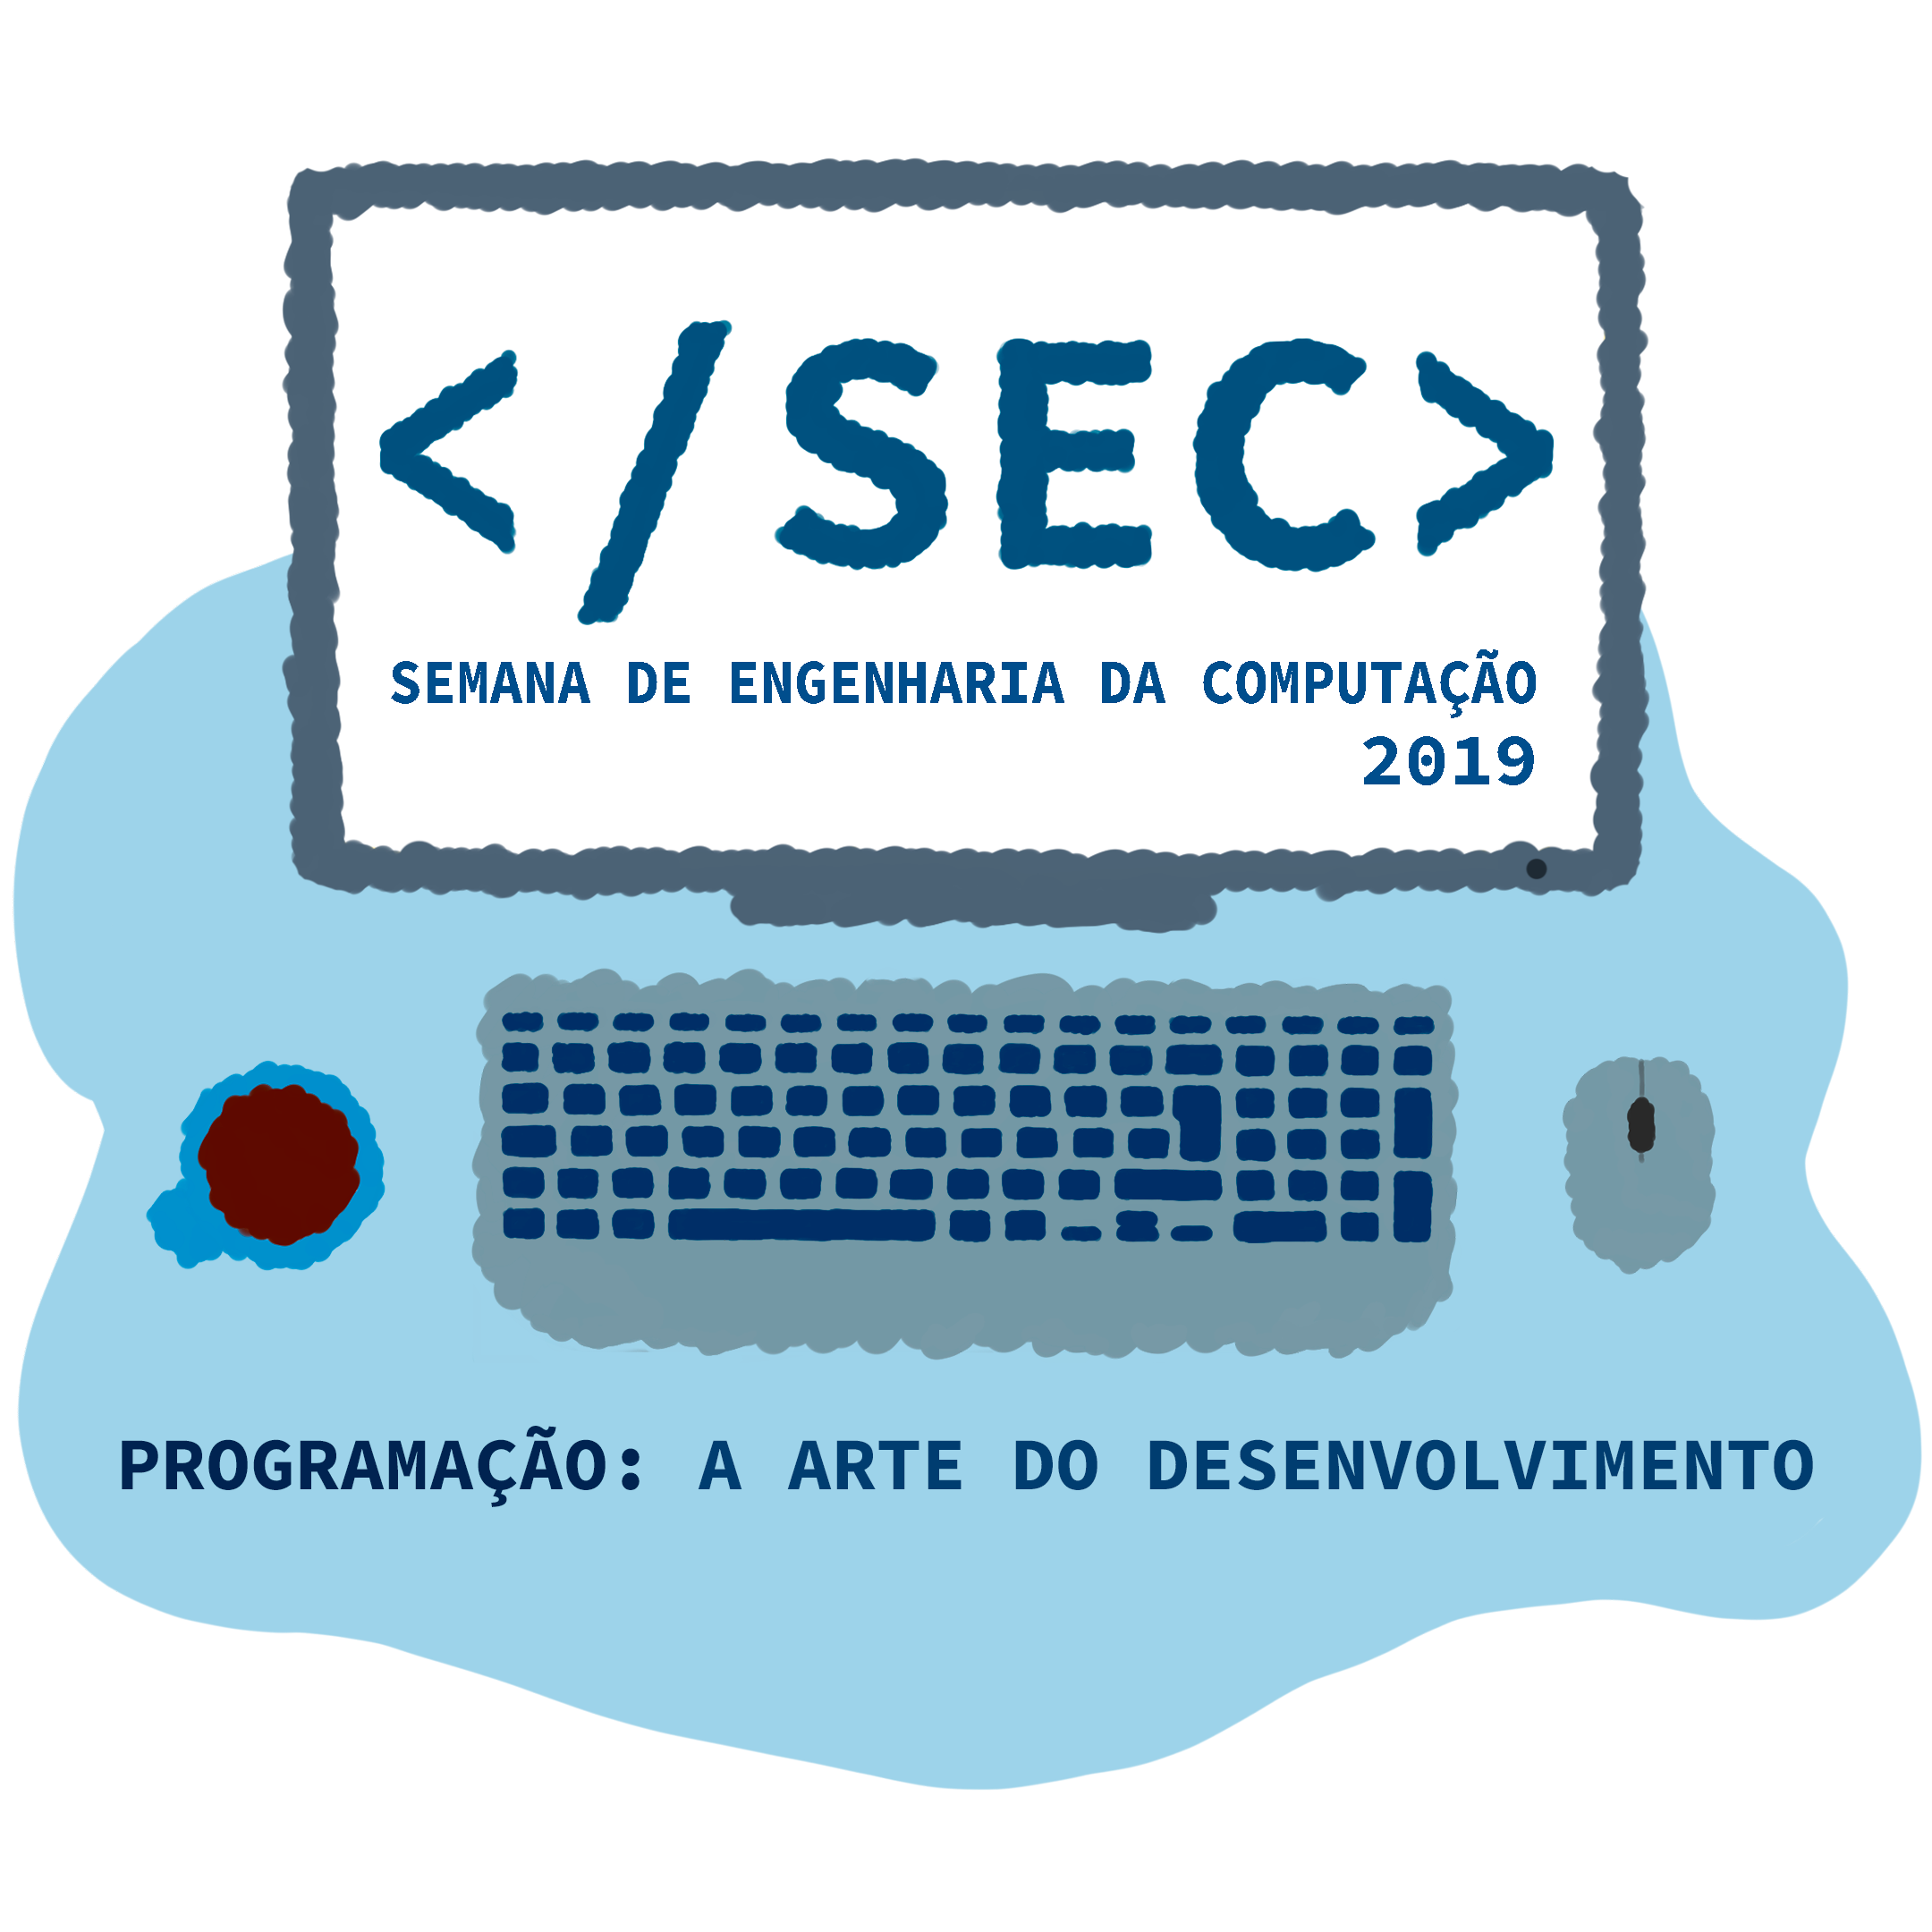 </SEC>
SEMANA DE ENGENHARIA DA COMPUTAÇÃO
2019
PROGRAMAÇÃO: A ARTE DO DESENVOLVIMENTO